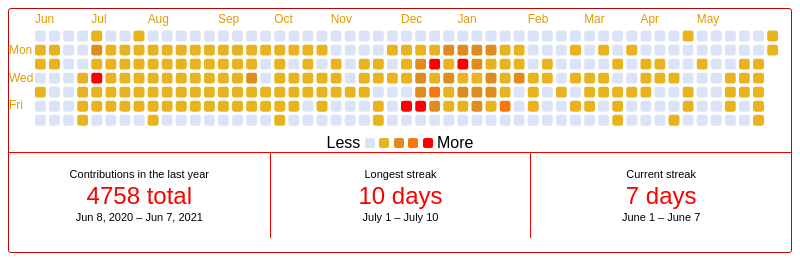 Jun Jul Aug Sep Oct Nov Dec Jan Feb Mar Apr May
Mon
Wed
Fri
Less More
Contributions in the last year
4758 total
Jun 8, 2020 – Jun 7, 2021
Longest streak
10 days
July 1 – July 10
Current streak
7 days
June 1 – June 7